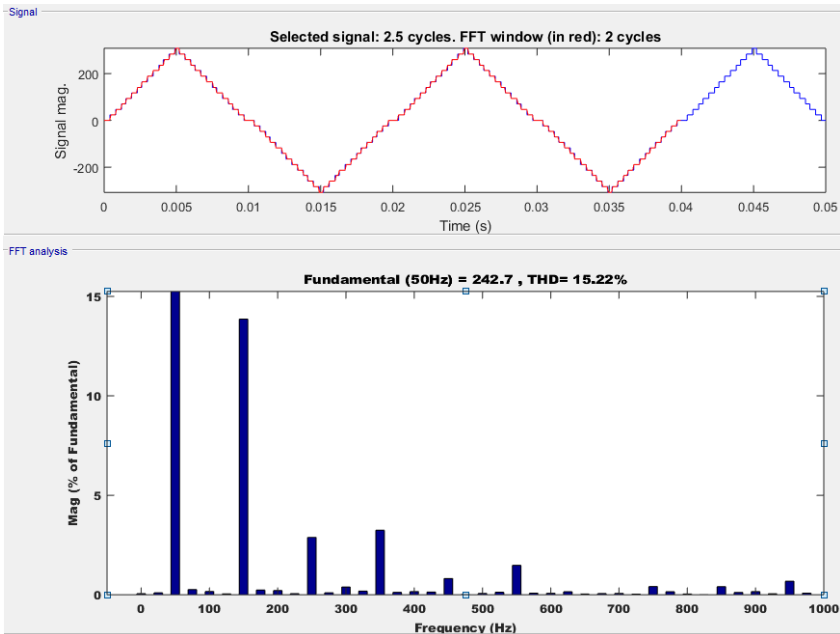 Signal
Selected signal: 2.5 cycles. FFT window (in red): 2 cycles
Signal mag.
200
0
-200
0 0.005 0.01 0.015 0.02 0.025 0.03 0.035 0.04 0.045 0.05
Time (s)
FFT analysis
Fundamental (50Hz) = 242.7 , THD= 15.22%
Mag (% of Fundamental)
15
10
5
0
0 100 200 300 400 500 600 700 800 900 1000
Frequency (Hz)